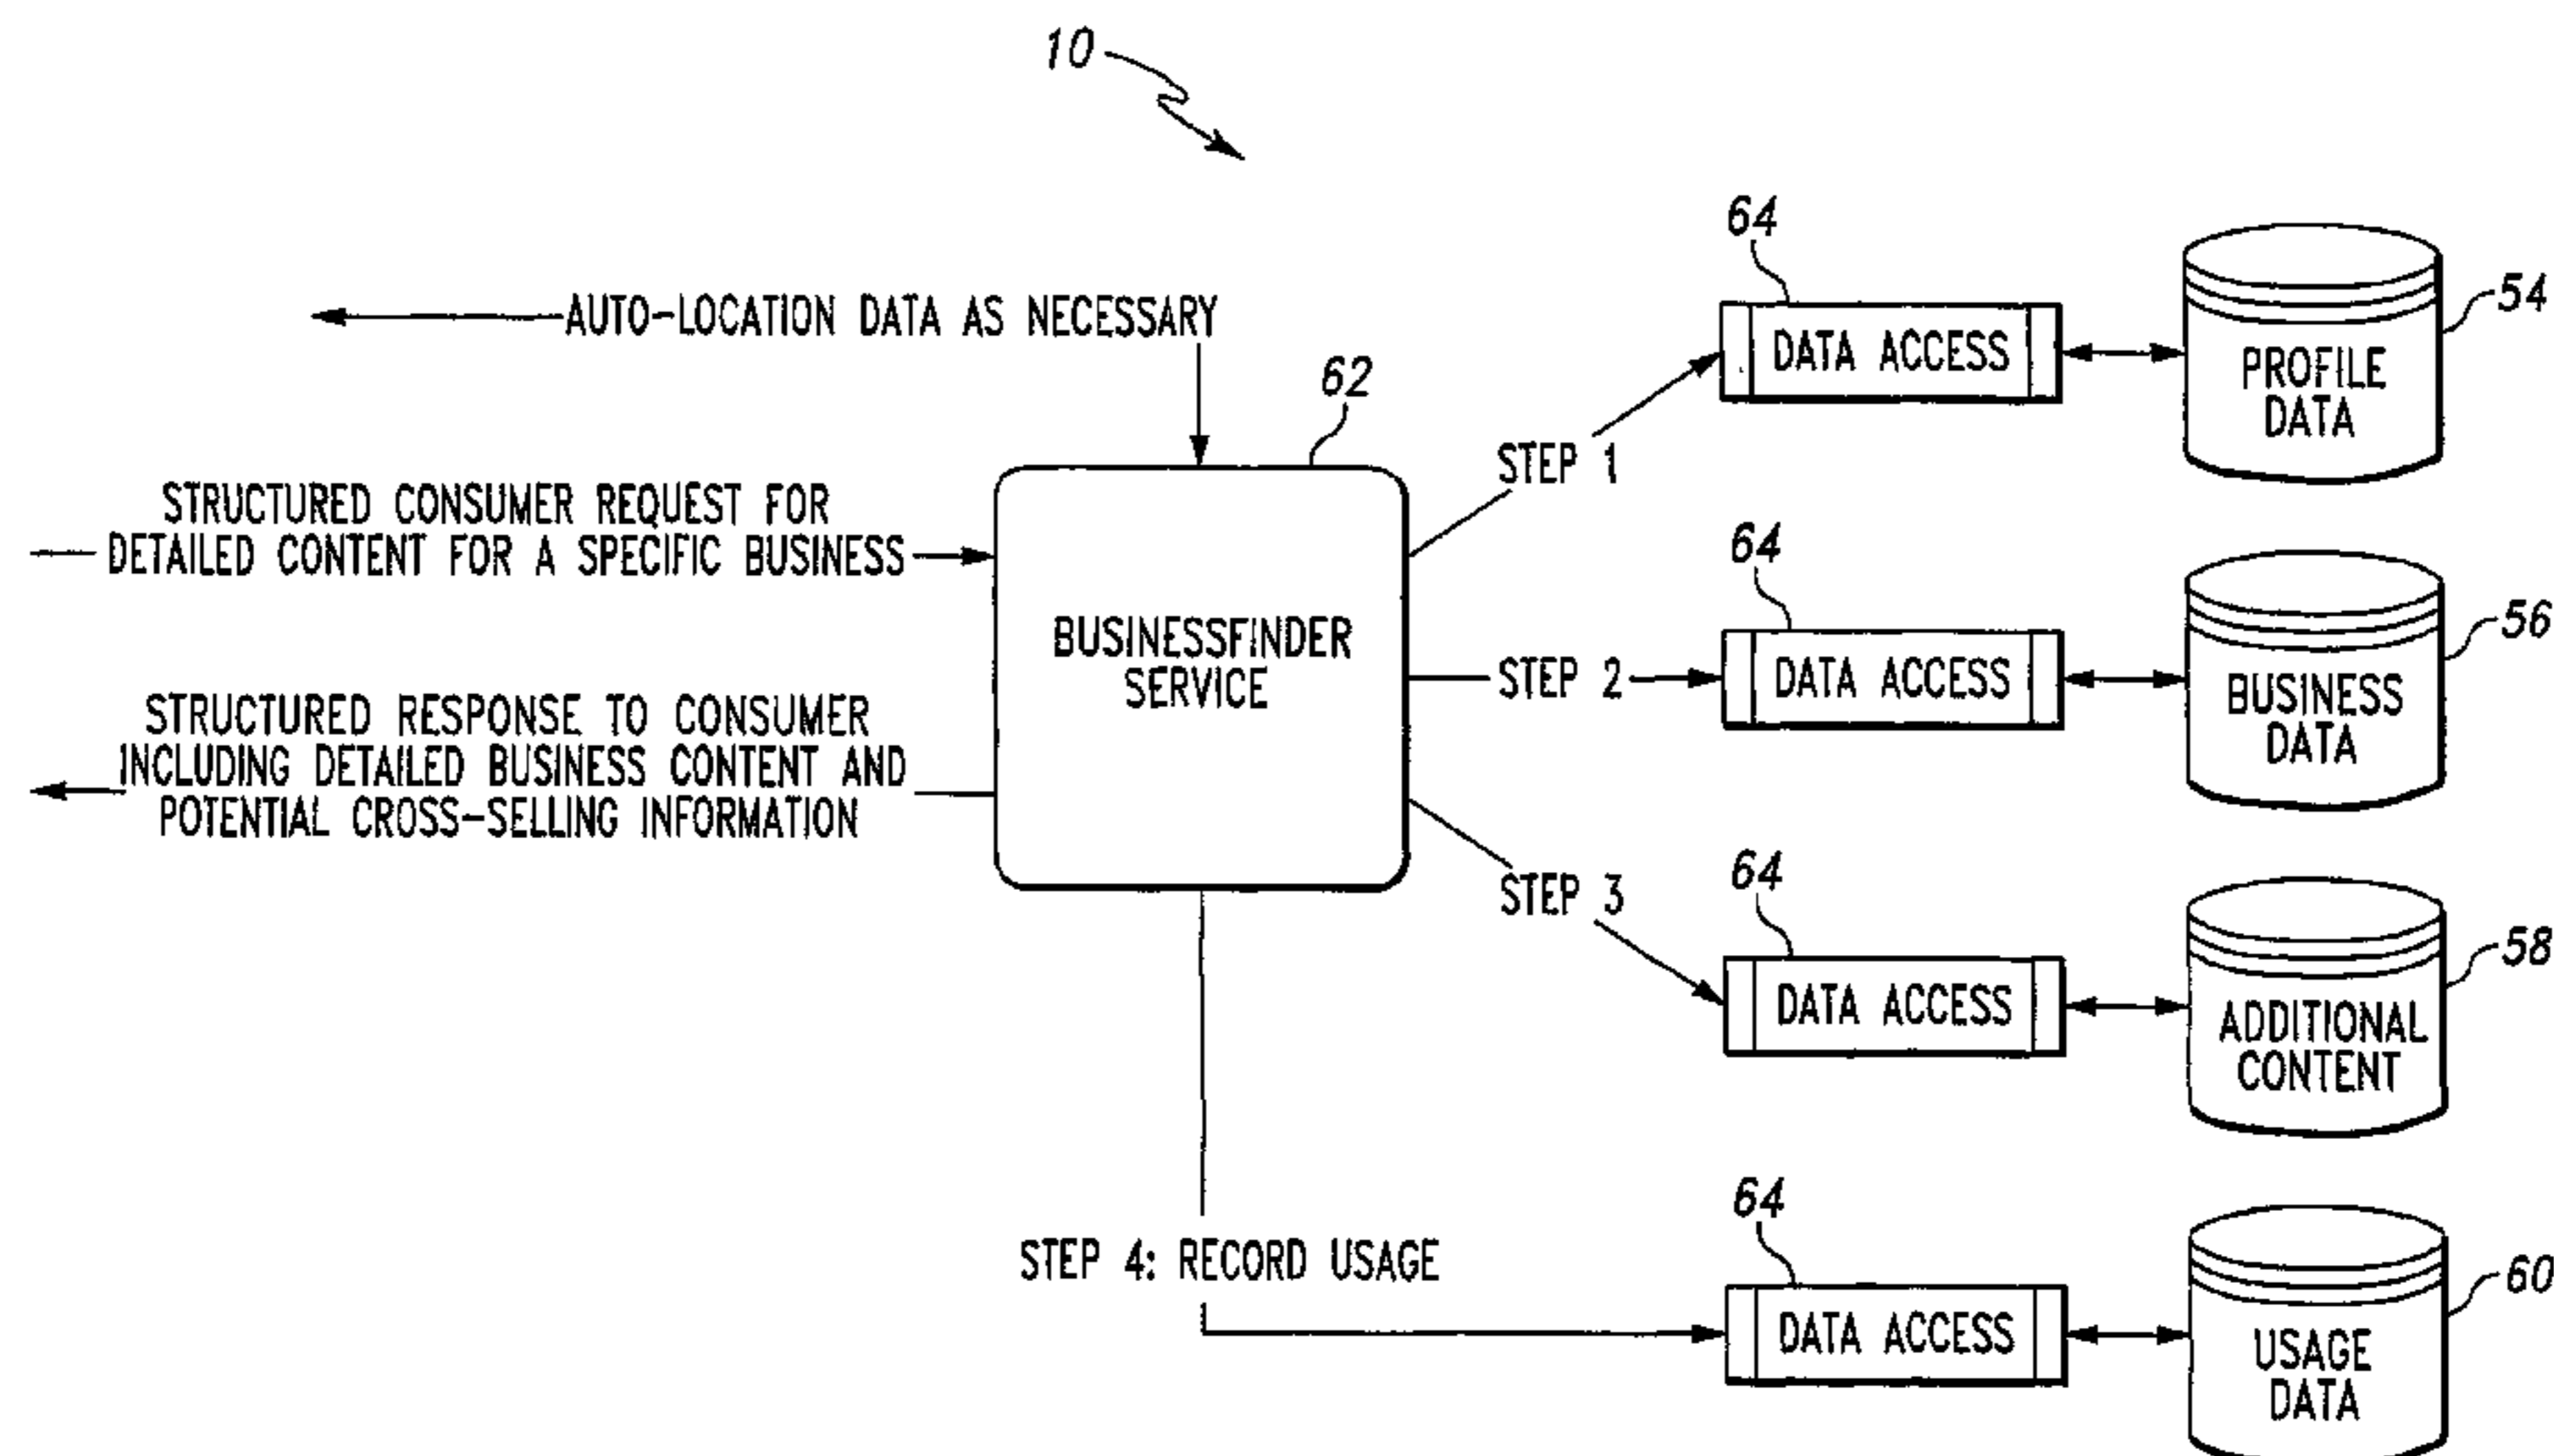 10
AUTO-LOCATION DATA AS NECESSARY
62
STRUCTURED CONSUMER REQUEST FOR
DETAILED CONTENT FOR A SPECIFIC BUSINESS
STRUCTURED RESPONSE TO CONSUMER
INCLUDING DETAILED BUSINESS CONTENT AND
POTENTIAL CROSS-SELLING INFORMATION
BUSINESSFINDER
SERVICE
STEP 1
64
DATA ACCESS
54
PROFILE
DATA
STEP 2
64
DATA ACCESS
56
BUSINESS
DATA
STEP 3
64
DATA ACCESS
58
ADDITIONAL
CONTENT
STEP 4: RECORD USAGE
64
DATA ACCESS
60
USAGE
DATA